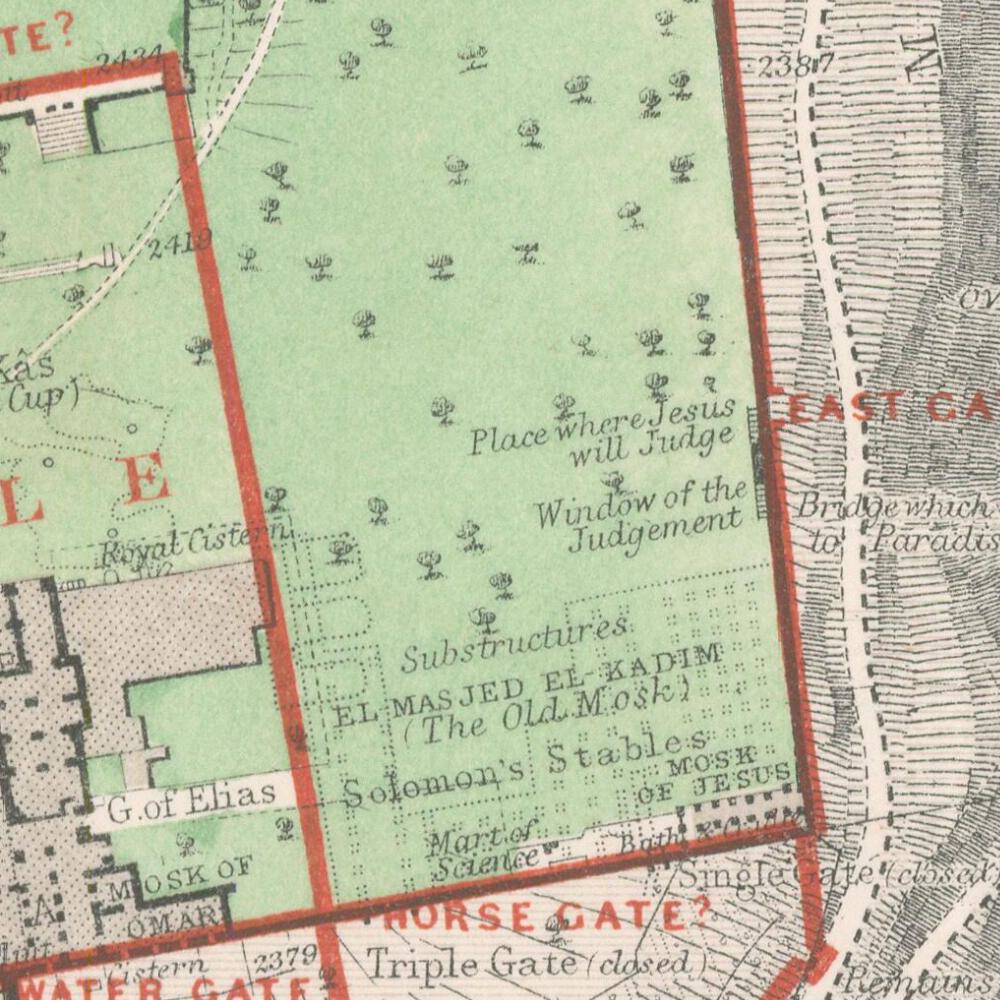 TE?
2434
2387
M
2419
Kâs
Cup)
EAST GA
Place where Jesus
will Judge
L E
Window of the
Judgement
Bridge which
to Paradis
Royal Cistern
Substructures
EL MASJED EL-KADIM
(The Old Mosk)
Solomon's Stables
MOSK
OF JESUS
G. of Elias
Mart of
Science
Bath &
Single Gate (closed)
MOSK OF
OMAR
A
HORSE GATE?
Cistern
2379
Triple Gate (closed)
WATER GATE
Remains